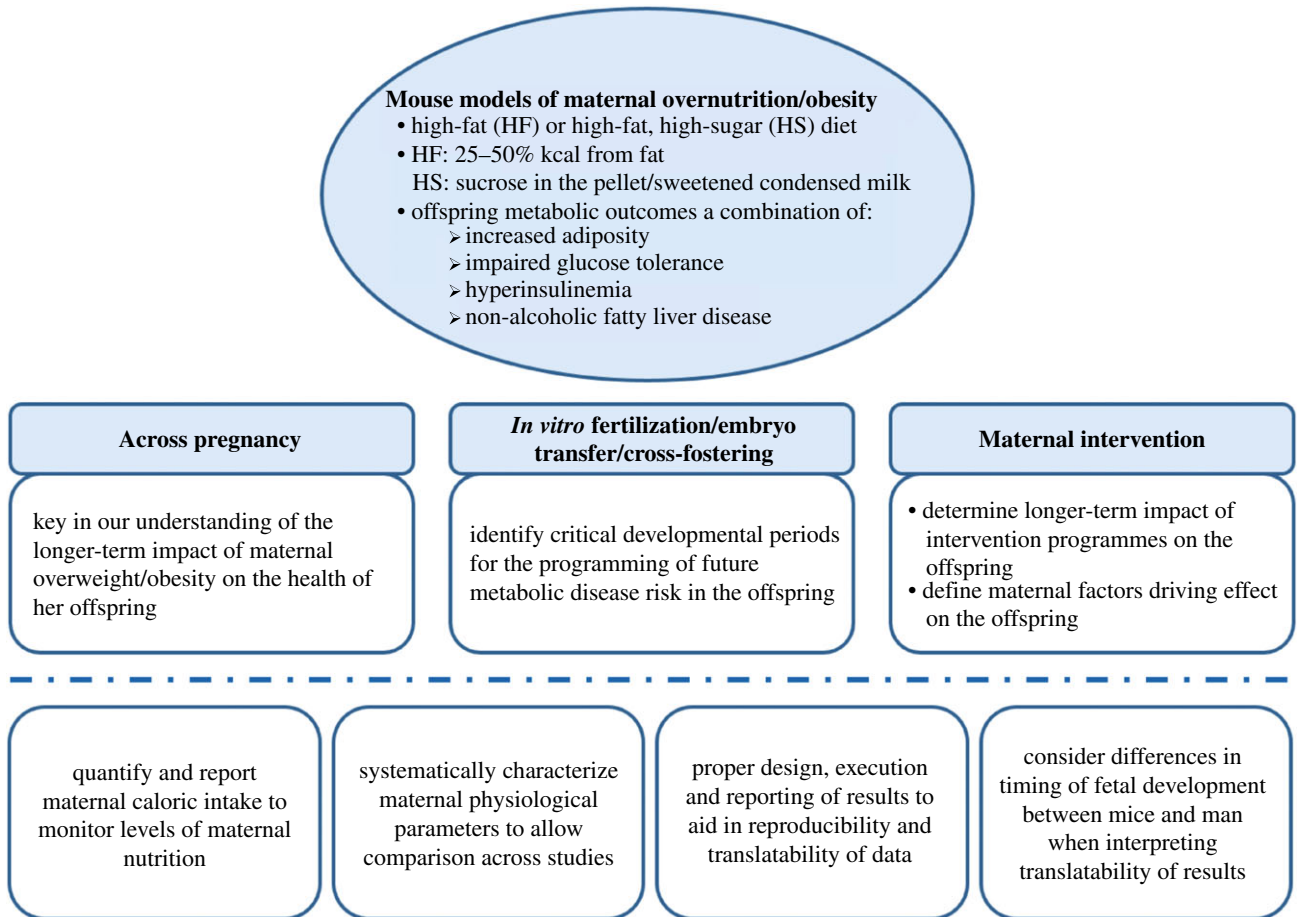 Mouse models of maternal overnutrition/obesity
• high-fat (HF) or high-fat, high-sugar (HS) diet
• HF: 25–50% kcal from fat
HS: sucrose in the pellet/sweetened condensed milk
• offspring metabolic outcomes a combination of:
➢ increased adiposity
➢ impaired glucose tolerance
➢ hyperinsulinemia
➢ non-alcoholic fatty liver disease
Across pregnancy
key in our understanding of the
longer-term impact of maternal
overweight/obesity on the health of
her offspring
In vitro fertilization/embryo
transfer/cross-fostering
identify critical developmental periods
for the programming of future
metabolic disease risk in the offspring
Maternal intervention
• determine longer-term impact of
intervention programmes on the
offspring
• define maternal factors driving effect
on the offspring
quantify and report
maternal caloric intake to
monitor levels of maternal
nutrition
systematically characterize
maternal physiological
parameters to allow
comparison across studies
proper design, execution
and reporting of results to
aid in reproducibility and
translatability of data
consider differences in
timing of fetal development
between mice and man
when interpreting
translatability of results